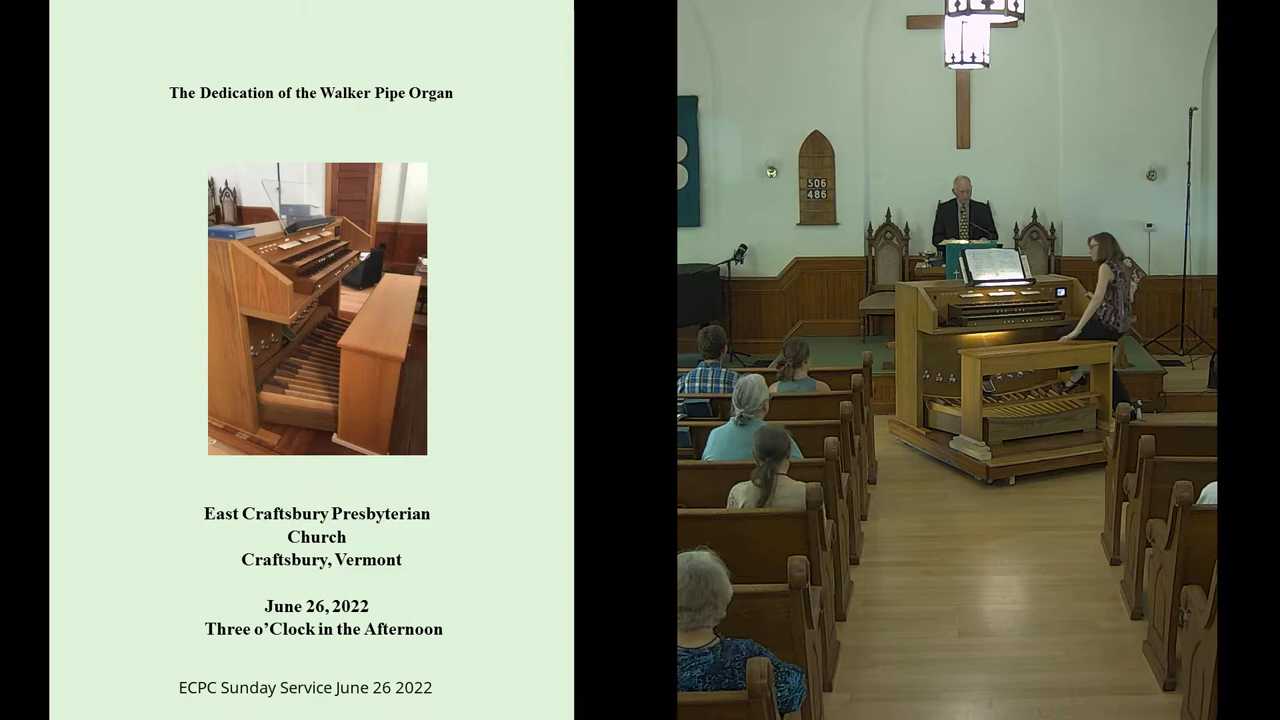 The Dedication of the Walker Pipe Organ
East Craftsbury Presbyterian
Church
Craftsbury, Vermont
June 26, 2022
Three o’Clock in the Afternoon
ECPC Sunday Service June 26 2022
506
486